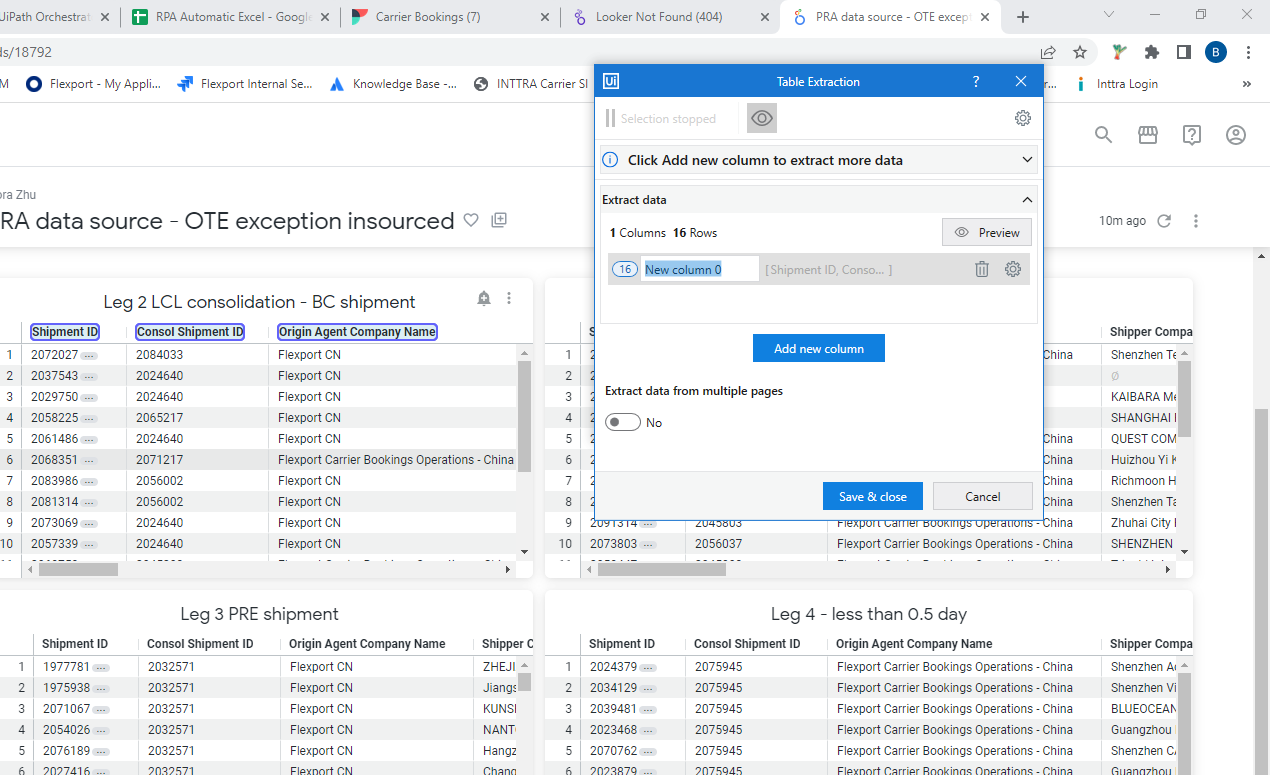 UiPath Orchestrat
RPA Automatic Excel - Google
Carrier Bookings (7)
Looker Not Found (404)
PRA data source - OTE except
ds/18792
B
M
Flexport - My Appli...
Flexport Internal Se...
Knowledge Base -...
INTTRA Carrier SI
r...
Inttra Login
»
ora Zhu
RA data source - OTE exception insourced
10m ago
Ui
Table Extraction
?
Selection stopped
Click Add new column to extract more data
Extract data
1 Columns 16 Rows
Preview
16
New column 0
[Shipment ID, Conso... ]
Add new column
Extract data from multiple pages
No
Save & close
Cancel
Leg 2 LCL consolidation - BC shipment
Shipment ID Consol Shipment ID Origin Agent Company Name
1 2072027 2084033 Flexport CN
2 2037543 2024640 Flexport CN
3 2029750 2024640 Flexport CN
4 2058225 2065217 Flexport CN
5 2061486 2024640 Flexport CN
6 2068351 2071217 Flexport Carrier Bookings Operations - China
7 2083986 2056002 Flexport CN
8 2081314 2056002 Flexport CN
9 2073069 2024640 Flexport CN
10 2057339 2024640 Flexport CN
S Shipper Compa
1 2 China Shenzhen Te
2 2 Ø
3 2 KAIBARA Me
4 2 SHANGHAI
5 2 China QUEST COM
6 2 China Huizhou Yi K
7 2 China Richmoon H
8 2 China Shenzhen Ta
9 2091314 2045803 Flexport Carrier Bookings Operations - China Zhuhai City
10 2073803 2056037 Flexport Carrier Bookings Operations - China SHENZHEN
Leg 3 PRE shipment
Shipment ID Consol Shipment ID Origin Agent Company Name Shipper C
1 1977781 2032571 Flexport CN ZHEJI
2 1975938 2032571 Flexport CN Jiangs
3 2071067 2032571 Flexport CN KUNS
4 2054026 2032571 Flexport CN NANT
5 2076189 2032571 Flexport CN Hangz
6 2027416 2032571 Flexport CN Chang
Leg 4 - less than 0.5 day
Shipment ID Consol Shipment ID Origin Agent Company Name Shipper Compa
1 2024379 2075945 Flexport Carrier Bookings Operations - China Shenzhen Ac
2 2034129 2075945 Flexport Carrier Bookings Operations - China Shenzhen Vi
3 2039481 2075945 Flexport Carrier Bookings Operations - China BLUEOCEAN
4 2023468 2075945 Flexport Carrier Bookings Operations - China Guangzhou
5 2070762 2075945 Flexport Carrier Bookings Operations - China Shenzhen CA
6 2023879 2075945 Flexport Carrier Bookings Operations - China Guangzhou